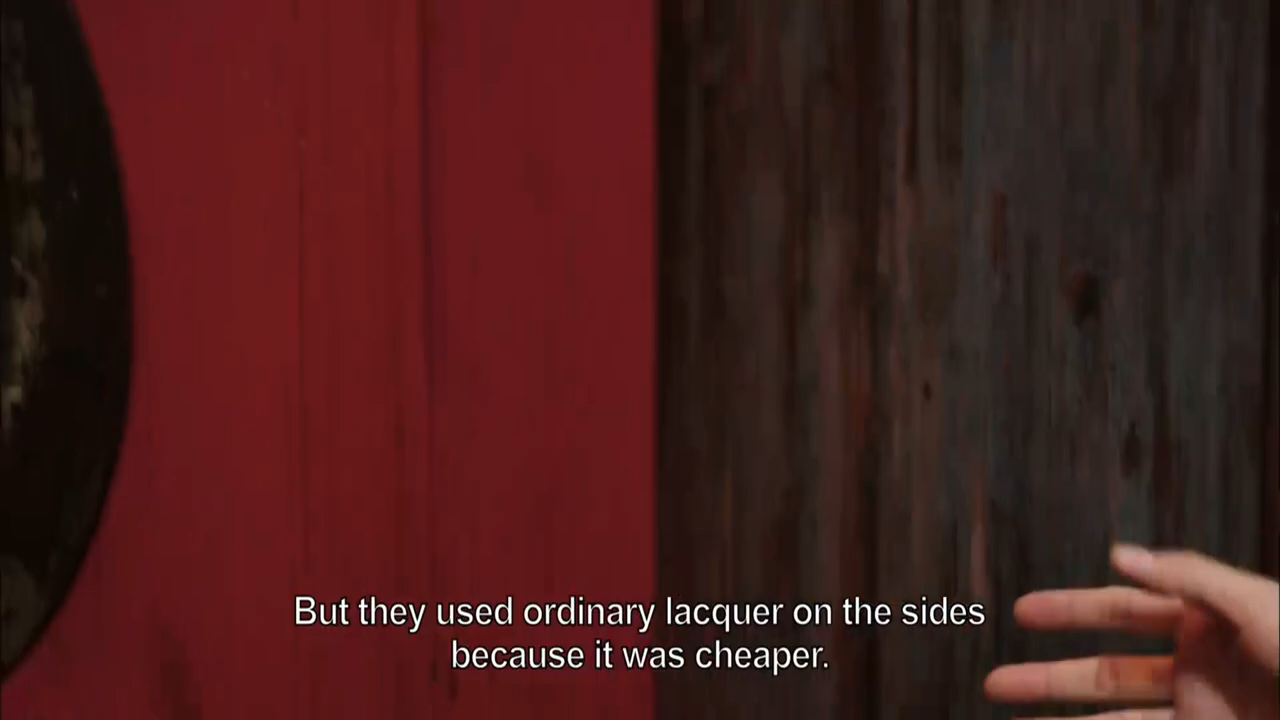 But they used ordinary lacquer on the sides
because it was cheaper.